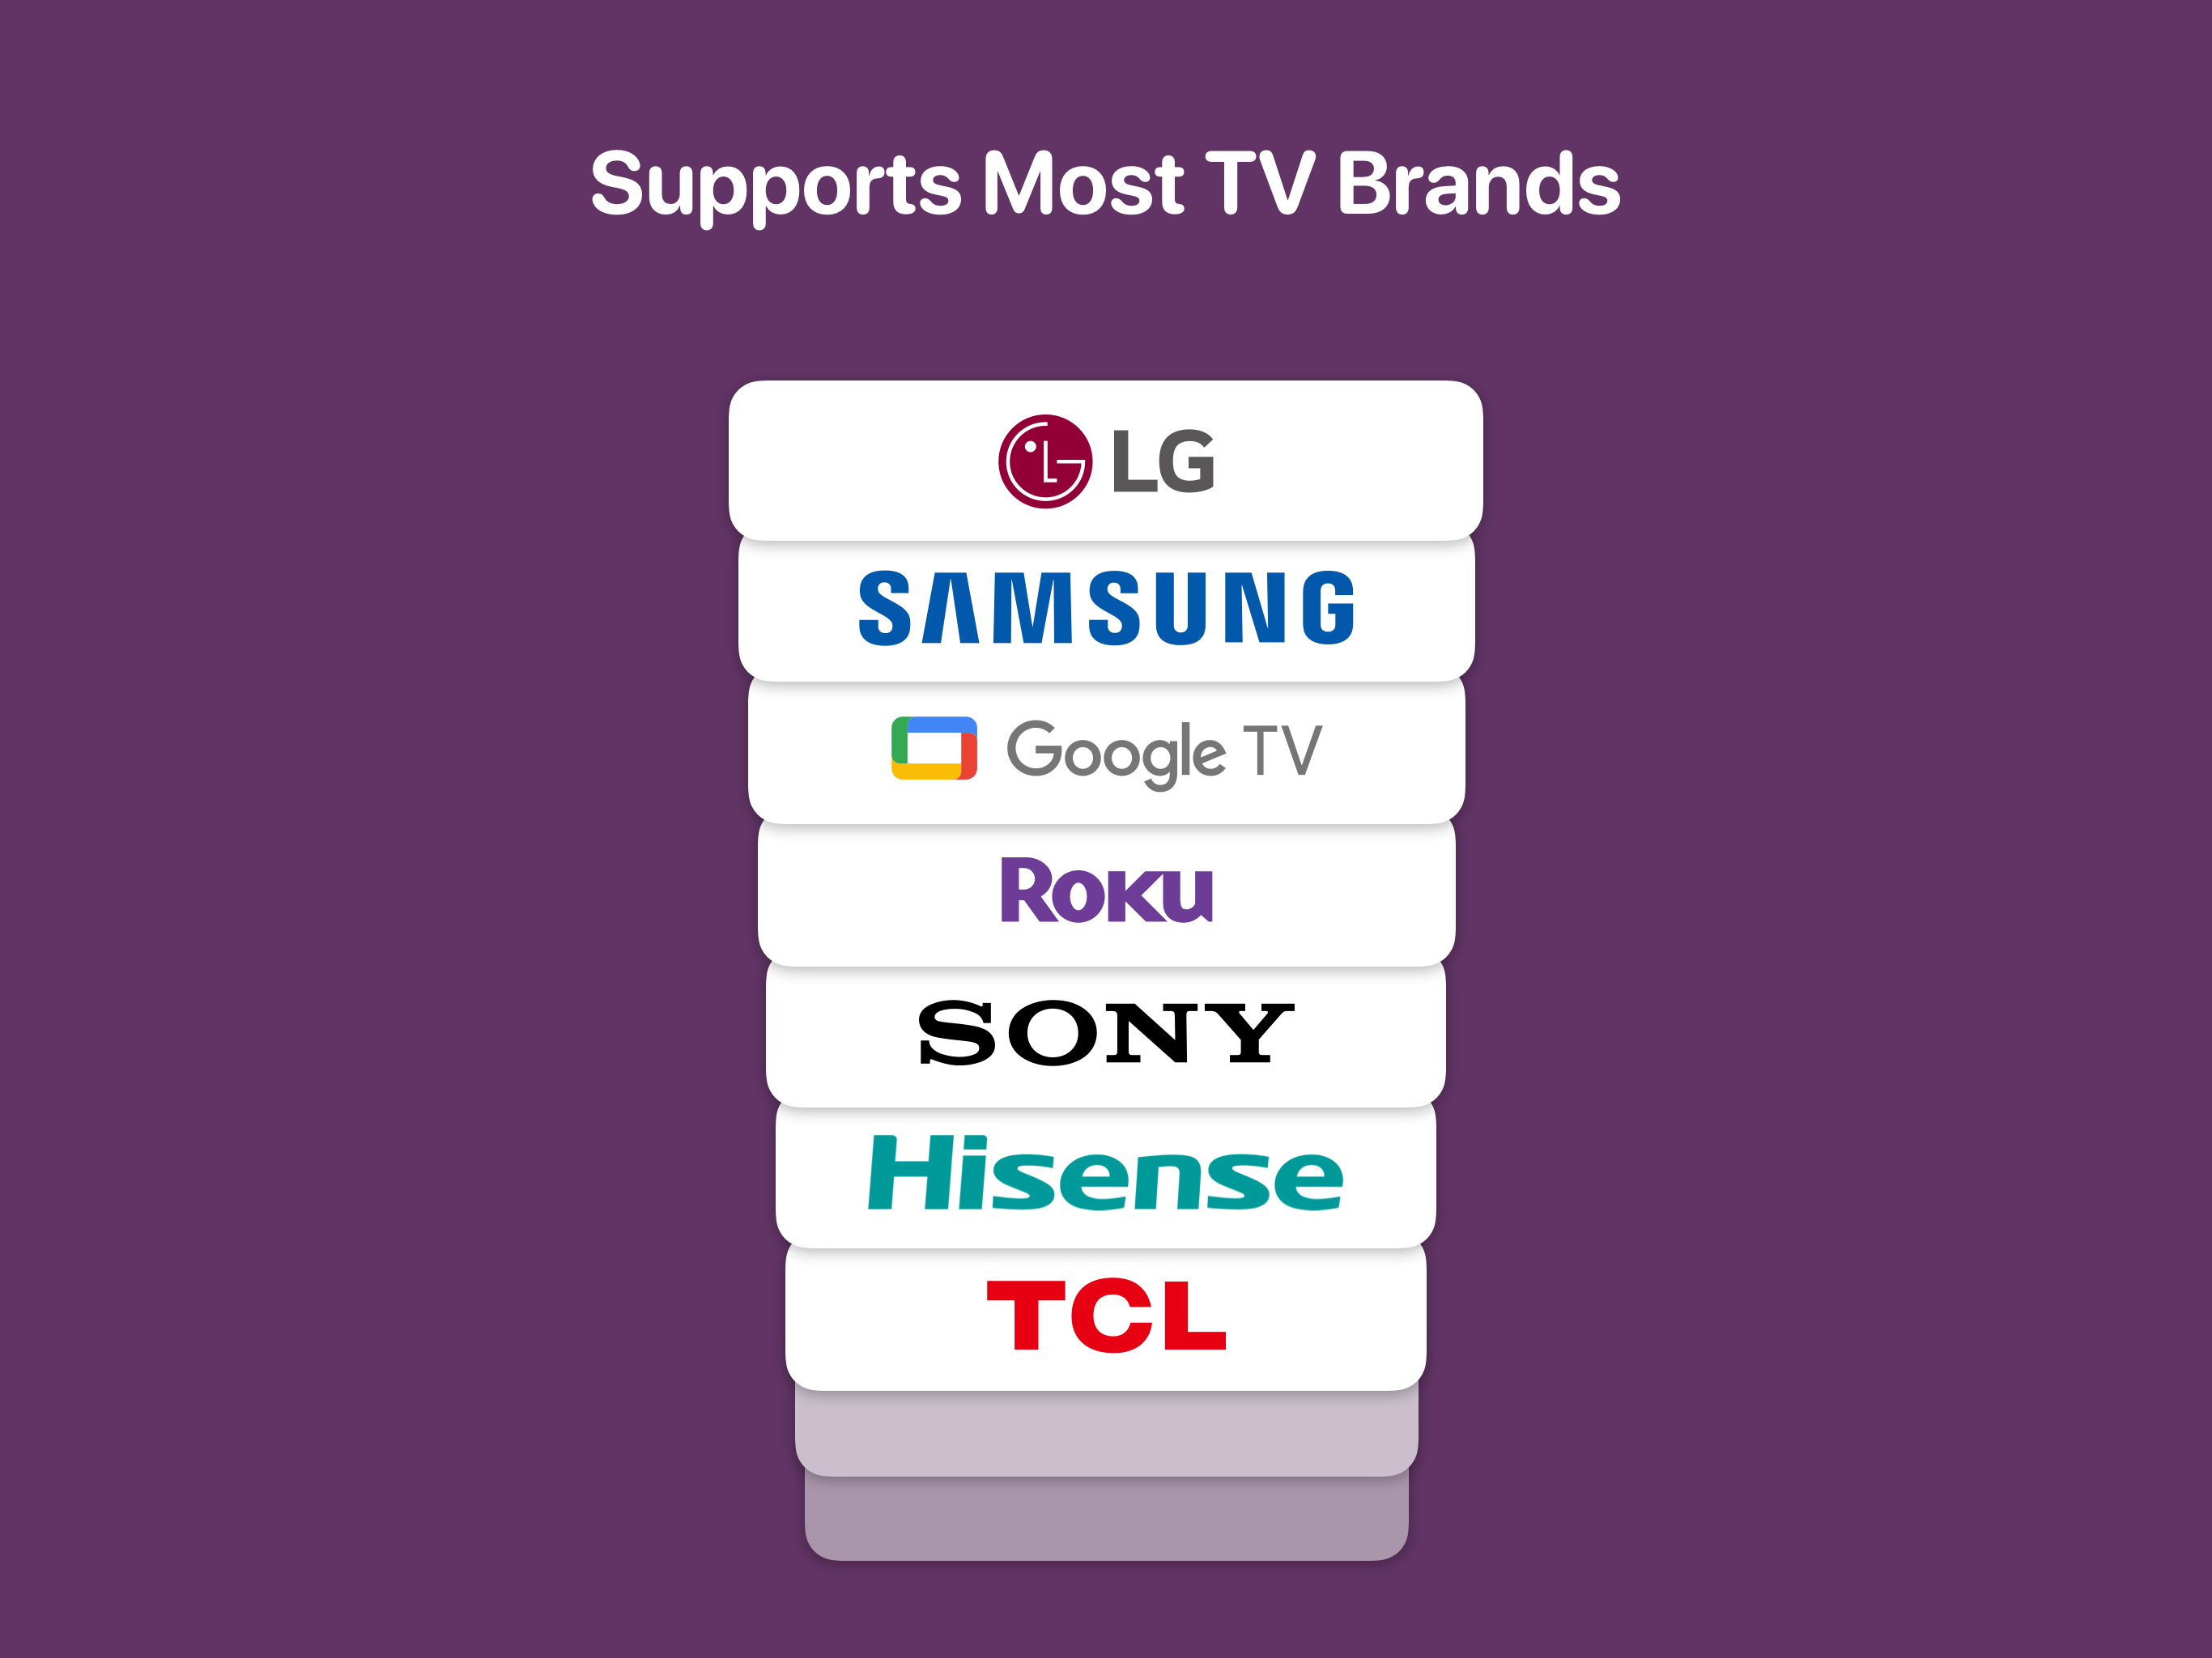 Supports Most TV Brands
LG
SAMSUNG
Google TV
Roku
SONY
Hisense
TCL